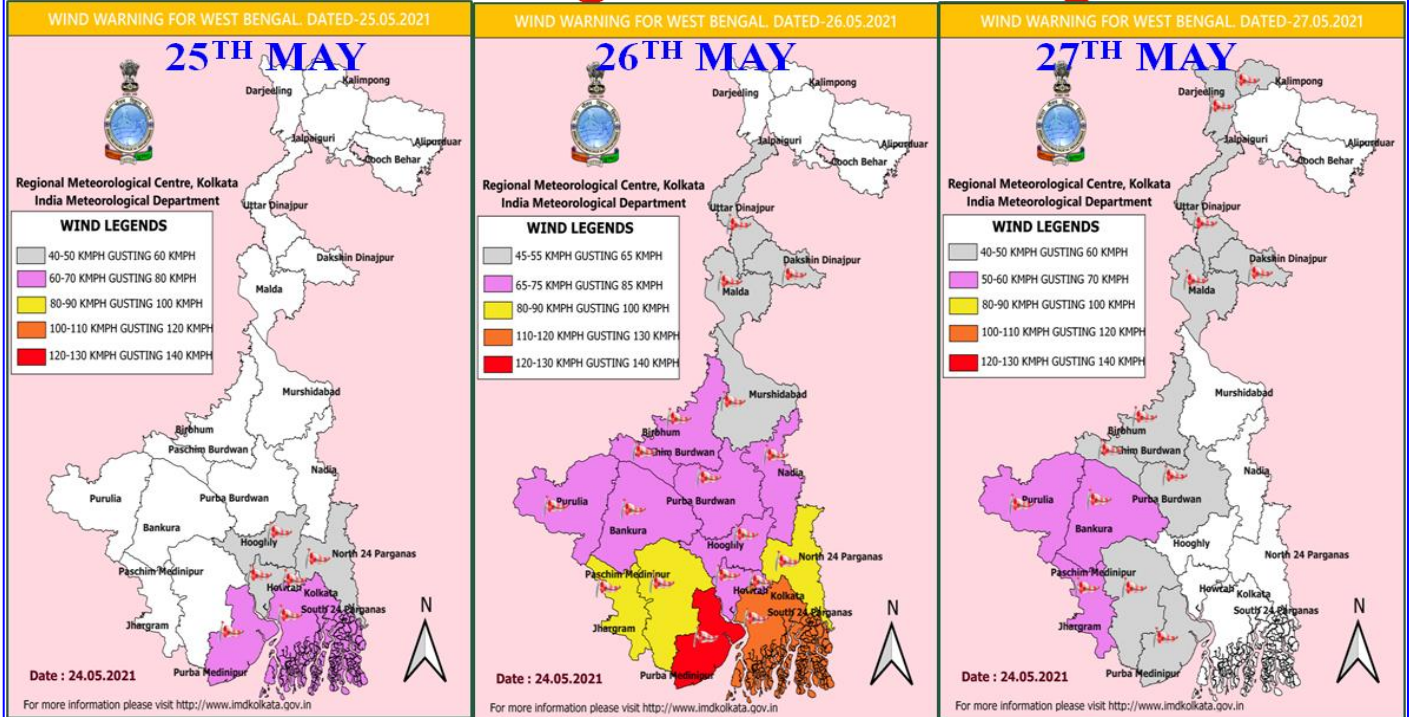 WIND WARNING FOR WEST BENGAL. DATED-25.05.2021
25TH MAY
Kalimpong
Darjeeling
Jalpaiguri
Alipurduar
Cooch Behar
Regional Meteorological Centre, Kolkata
India Meteorological Department
Uttar Dinajpur
WIND LEGENDS
40-50 KMPH GUSTING 60 KMPH
60-70 KMPH GUSTING 80 KMPH
80-90 KMPH GUSTING 100 KMPH
100-110 KMPH GUSTING 120 KMPH
120-130 KMPH GUSTING 140 KMPH
Dakshin Dinajpur
Malda
Murshidabad
Birbhum
Paschim Burdwan
Nadia
Purulia
Purba Burdwan
Bankura
Hooghly
North 24 Parganas
Paschim Medinipur
Howrah
Kolkata
South 24 Parganas
Jhargram
Purba Medinipur
N
Date : 24.05.2021
For more information please visit http://www.imdkolkata.gov.in
WIND WARNING FOR WEST BENGAL. DATED-26.05.2021
26TH MAY
Kalimpong
Darjeeling
Jalpaiguri
Alipurduar
Cooch Behar
Regional Meteorological Centre, Kolkata
India Meteorological Department
Uttar Dinajpur
WIND LEGENDS
45-55 KMPH GUSTING 65 KMPH
65-75 KMPH GUSTING 85 KMPH
80-90 KMPH GUSTING 100 KMPH
110-120 KMPH GUSTING 130 KMPH
120-130 KMPH GUSTING 140 KMPH
Dakshin Dinajpur
Malda
Murshidabad
Birbhum
him Burdwan
Nadia
Purulia
Purba Burdwan
Bankura
Hooghly
North 24 Parganas
Paschim Medinipur
Howrah
Kolkata
South 24 Parganas
Jhargram
Purba Medinipur
N
Date : 24.05.2021
For more information please visit http://www.imdkolkata.gov.in
WIND WARNING FOR WEST BENGAL. DATED-27.05.2021
27TH MAY
Kalimpong
Darjeeling
Jalpaiguri
Alipurduar
Cooch Behar
Regional Meteorological Centre, Kolkata
India Meteorological Department
Uttar Dinajpur
WIND LEGENDS
40-50 KMPH GUSTING 60 KMPH
50-60 KMPH GUSTING 70 KMPH
80-90 KMPH GUSTING 100 KMPH
100-110 KMPH GUSTING 120 KMPH
120-130 KMPH GUSTING 140 KMPH
Dakshin Dinajpur
Malda
Murshidabad
Birbhum
him Burdwan
Nadia
Purulia
Purba Burdwan
Bankura
Hooghly
North 24 Parganas
Paschim Medinipur
Howrah
Kolkata
South 24 Parganas
Jhargram
Purba Medinipur
N
Date : 24.05.2021
For more information please visit http://www.imdkolkata.gov.in